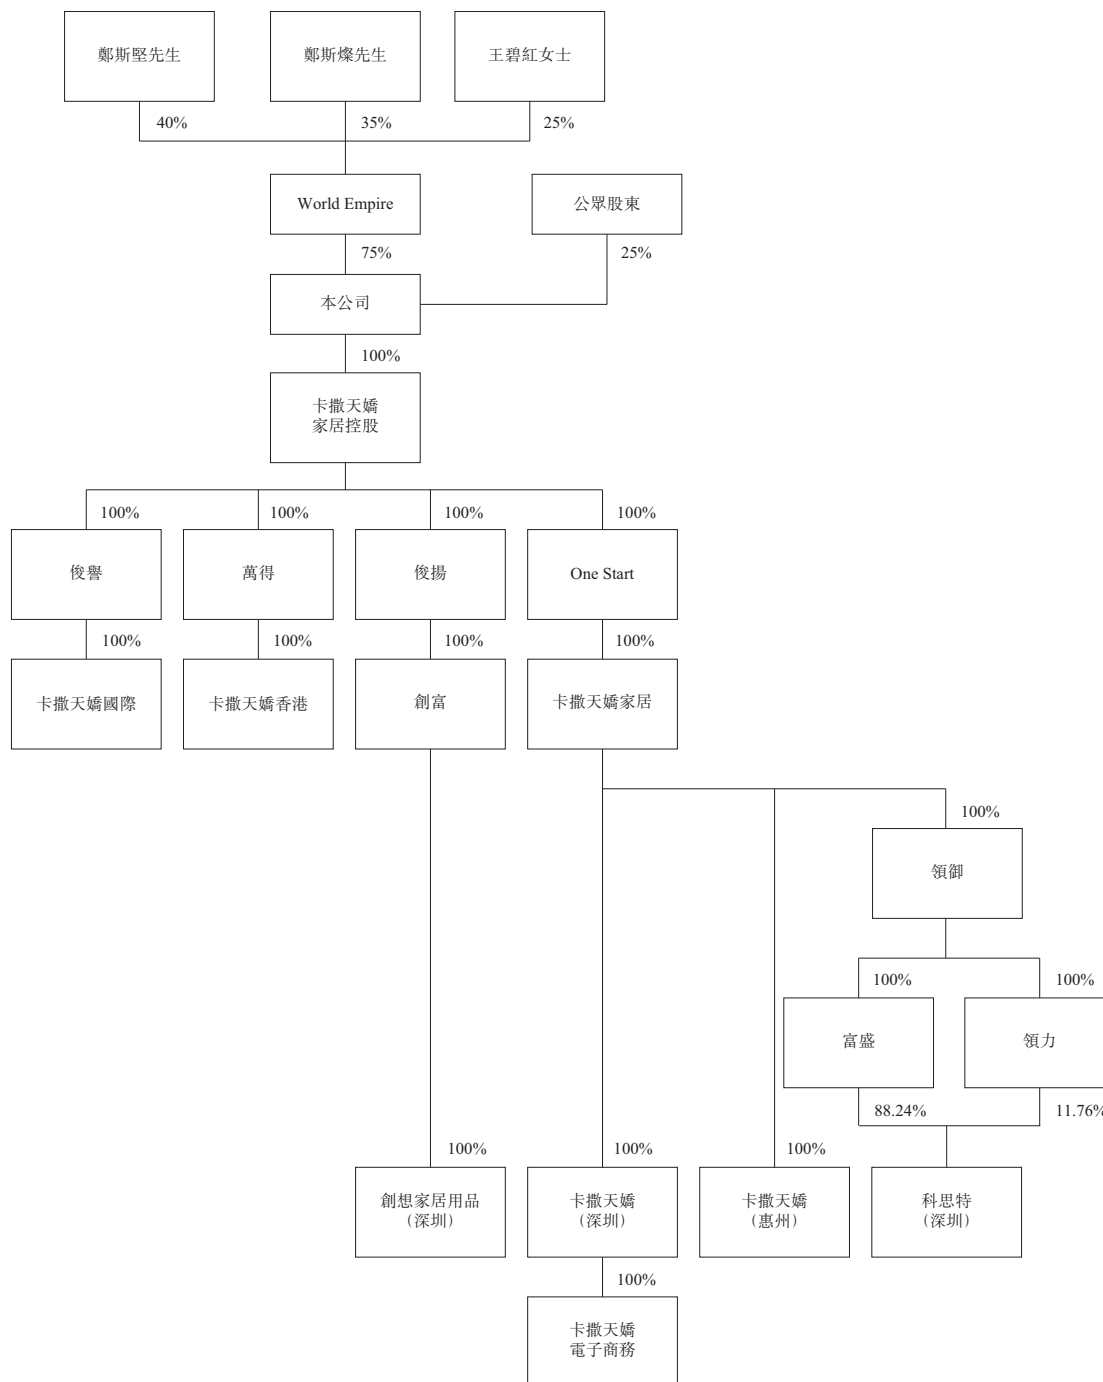 鄭斯堅先生
鄭斯燦先生
王碧紅女士
40%
35%
25%
World Empire
公眾股東
75%
25%
本公司
100%
卡撒天嬌
家居控股
100%
100%
100%
100%
俊譽
萬得
俊揚
One Start
100%
100%
100%
100%
卡撒天嬌國際
卡撒天嬌香港
創富
卡撒天嬌家居
100%
領御
100%
100%
富盛
領力
88.24%
11.76%
100%
100%
100%
創想家居用品
（深圳）
卡撒天嬌
（深圳）
卡撒天嬌
（惠州）
科思特
（深圳）
100%
卡撒天嬌
電子商務